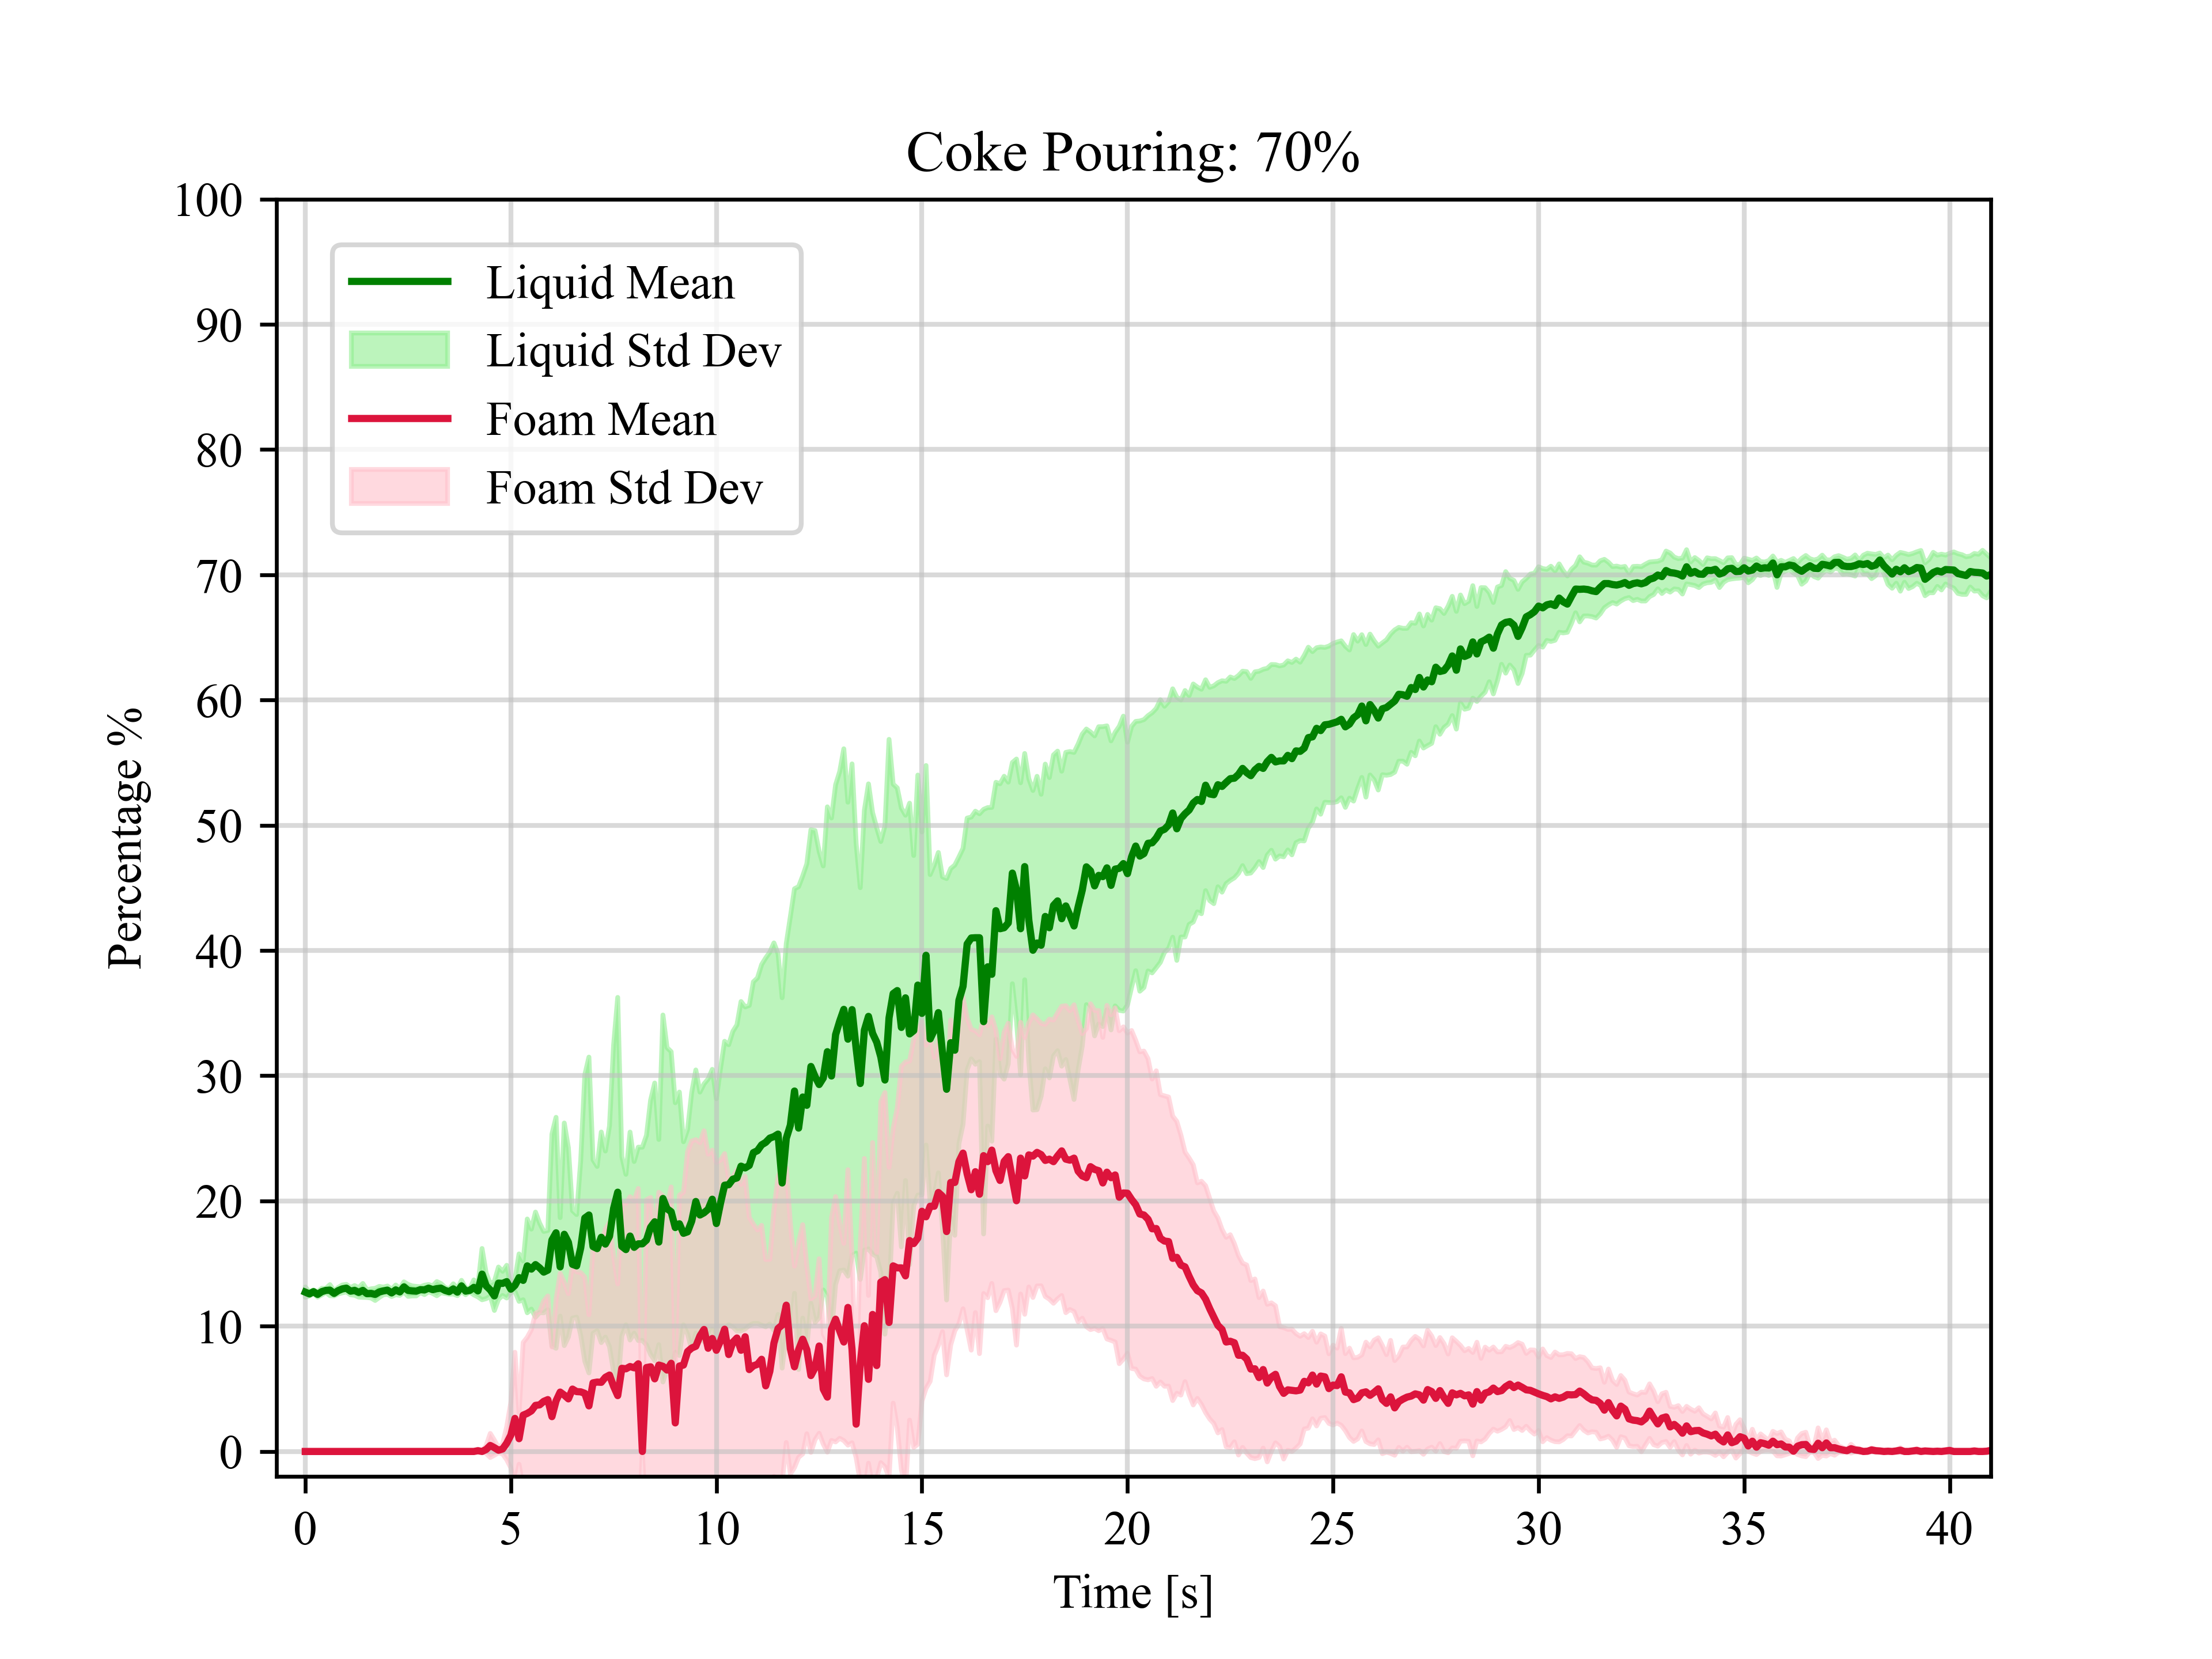 Coke Pouring: 70%
100
90
80
70
60
50
40
30
20
10
0
Percentage %
Liquid Mean
Liquid Std Dev
Foam Mean
Foam Std Dev
0 5 10 15 20 25 30 35 40
Time [s]